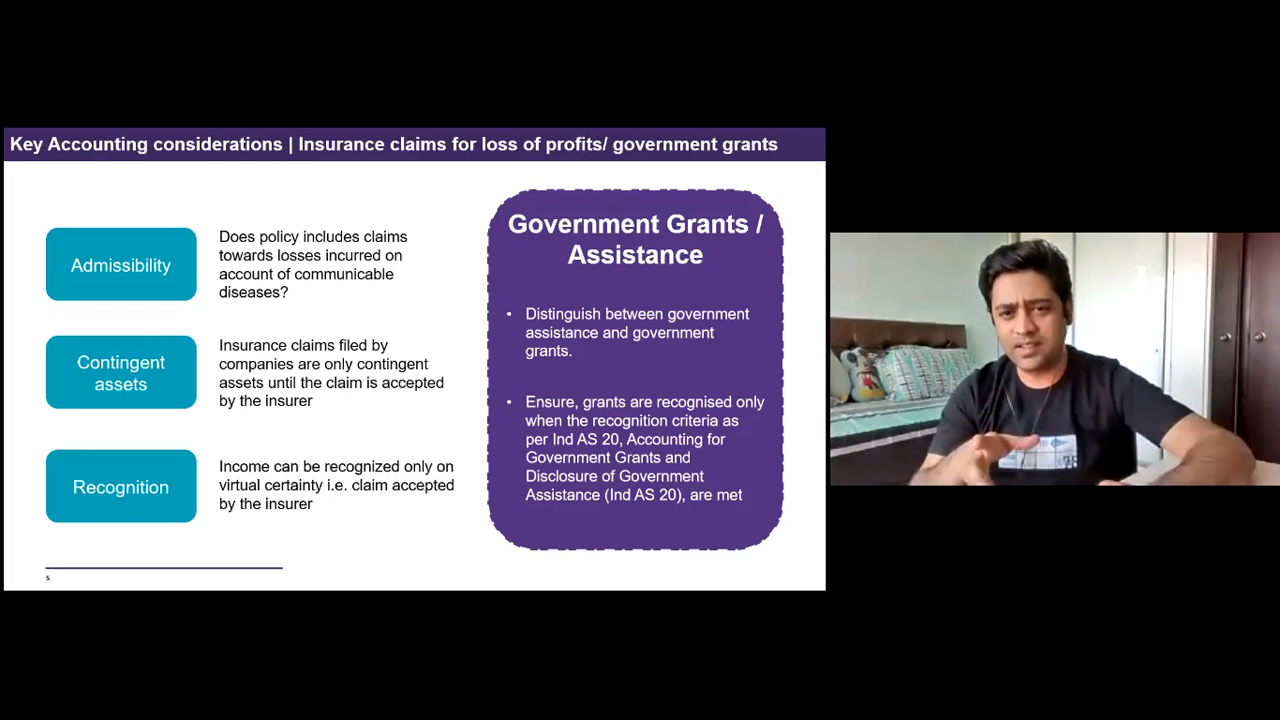 Key Accounting considerations | Insurance claims for loss of profits/ government grants
Admissibility
Does policy includes claims
towards losses incurred on
account of communicable
diseases?
Contingent
assets
Insurance claims filed by
companies are only contingent
assets until the claim is accepted
by the insurer
Recognition
Income can be recognized only on
virtual certainty i.e. claim accepted
by the insurer
Government Grants /
Assistance
• Distinguish between government
assistance and government
grants.
• Ensure, grants are recognised only
when the recognition criteria as
per Ind AS 20, Accounting for
Government Grants and
Disclosure of Government
Assistance (Ind AS 20), are met
5